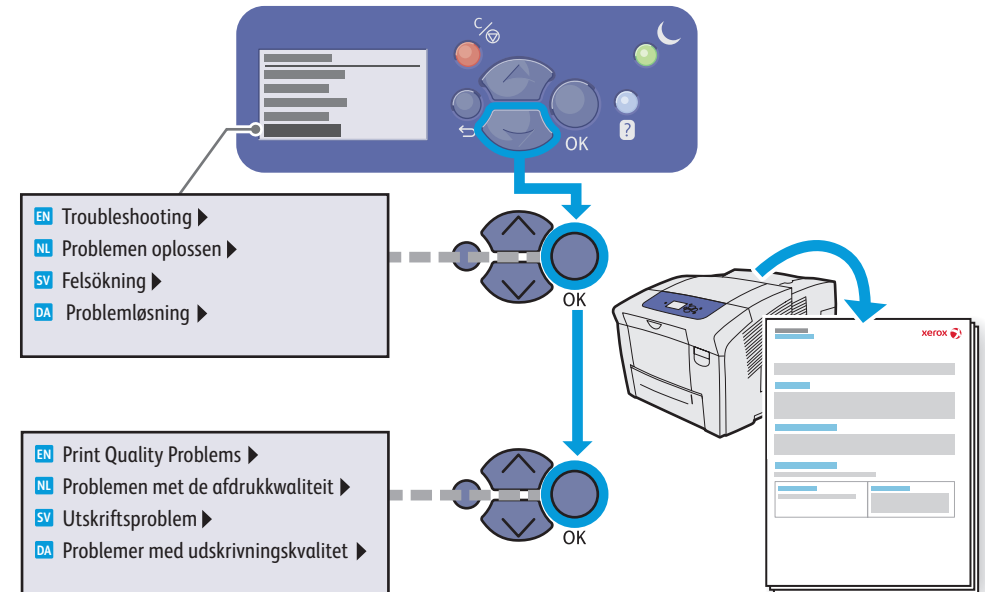 C/
?
OK
EN Troubleshooting
NL Problemen oplossen
SV Felsökning
DA Problemløsning
OK
xerox
EN Print Quality Problems
NL Problemen met de afdrukkwaliteit
SV Utskriftsproblem
DA Problemer med udskrivningskvalitet
OK